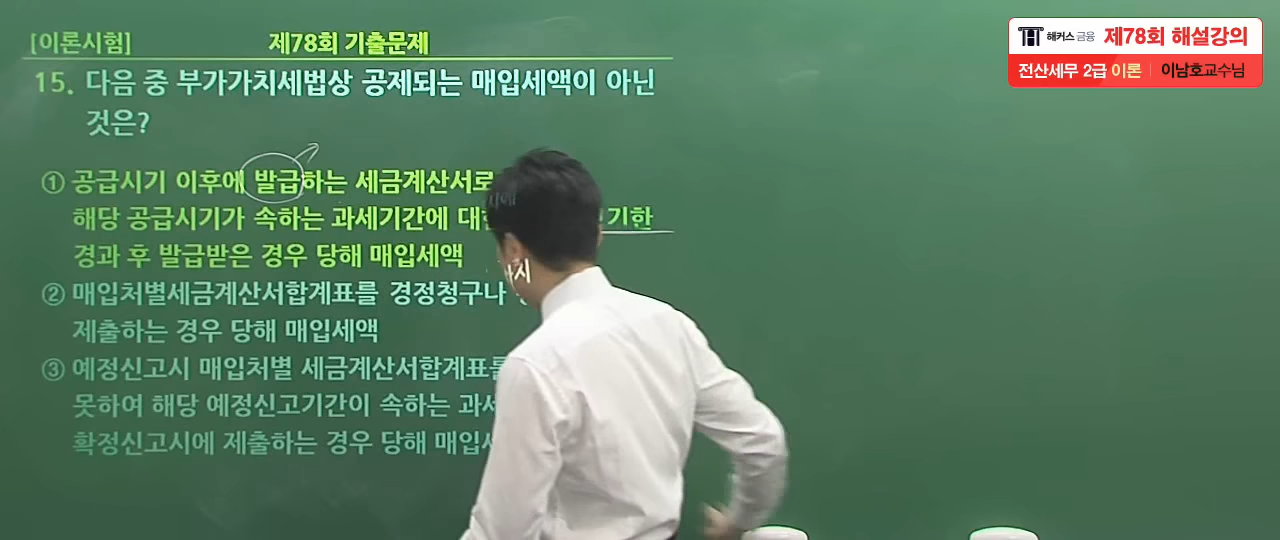 [이론시험] 제78회 기출문제
해커스 금융 제78회 해설강의
전산세무 2급 이론 이남호교수님
15. 다음 중 부가가치세법상 공제되는 매입세액이 아닌
것은?
① 공급시기 이후에 발급하는 세금계산서로
해당 공급시기가 속하는 과세기간에 기한
경과 후 발급받은 경우 당해 매입세액
② 매입처별세금계산서합계표를 경정청구나
제출하는 경우 당해 매입세액
③ 예정신고시 매입처별 세금계산서합계표를
못하여 해당 예정신고기간이 속하는
확정신고시에 제출하는 경우 당해